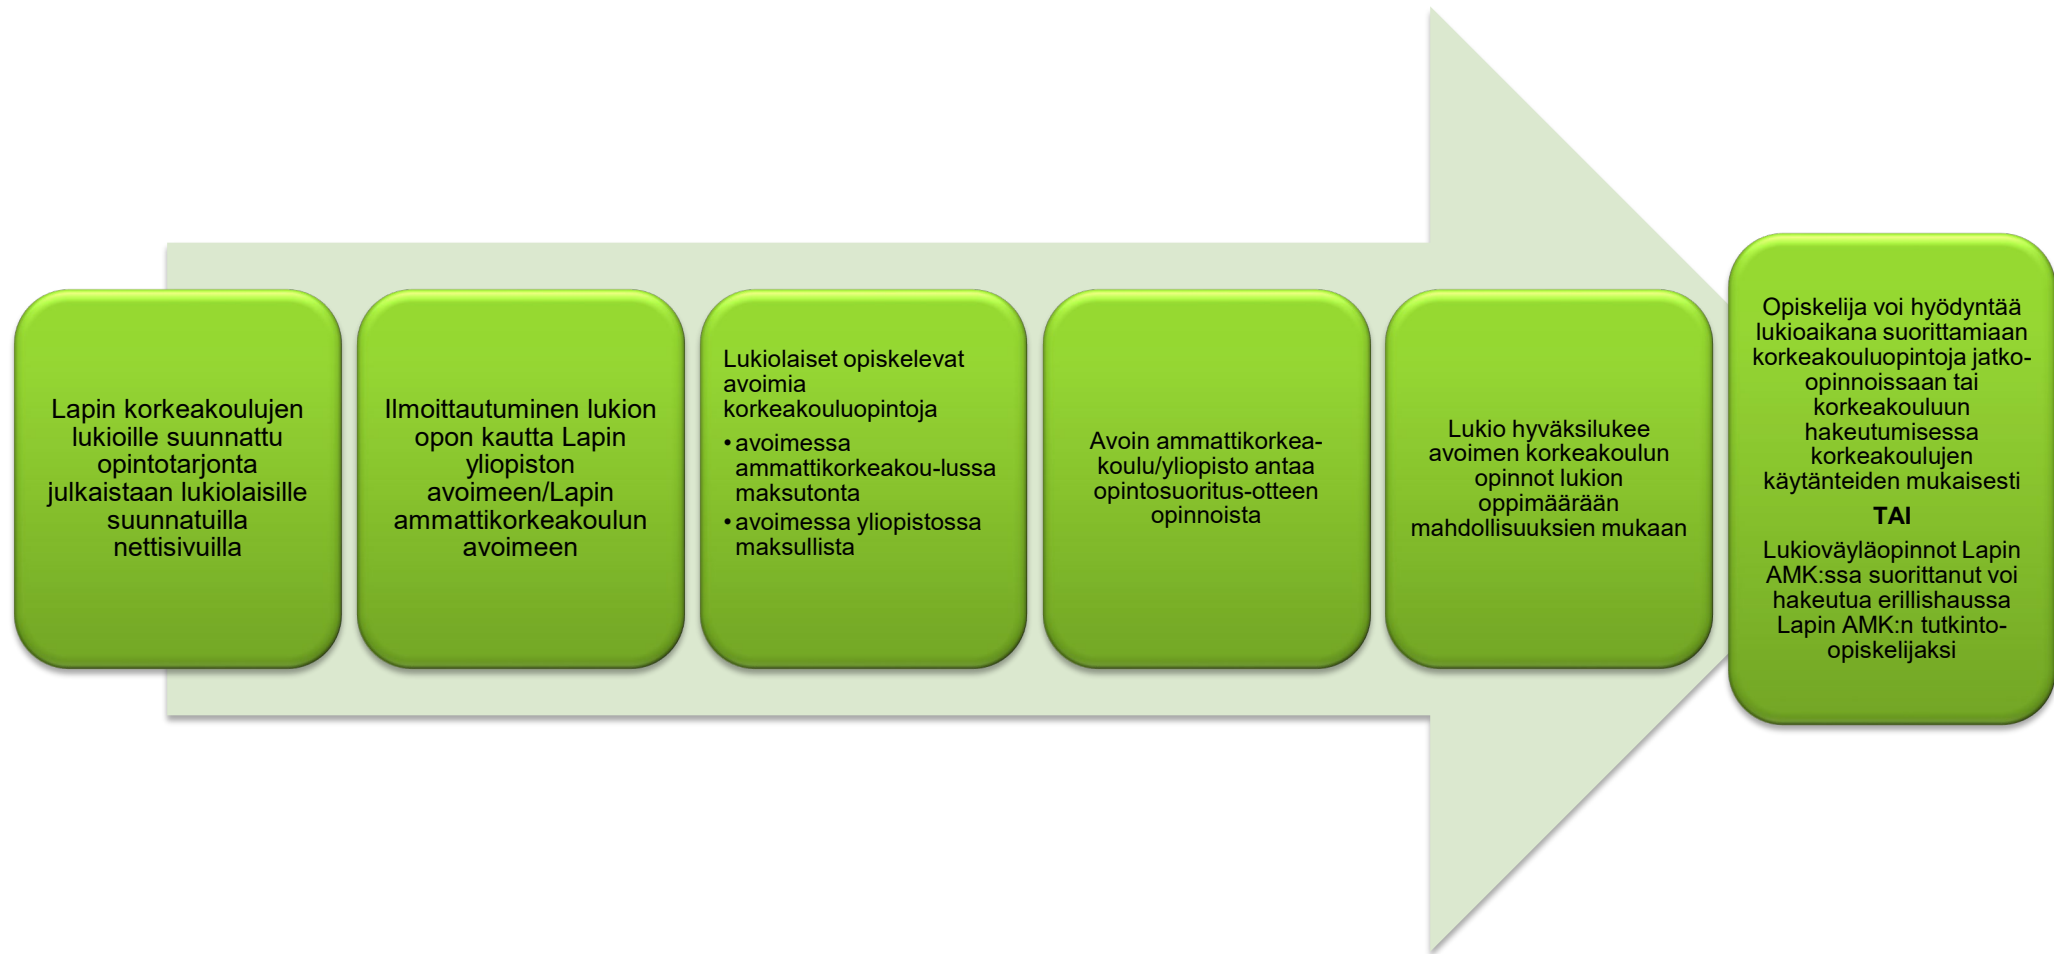 Lapin korkeakoulujen
lukioille suunnattu
opintotarjonta
julkaistaan lukiolaisille
suunnatuilla
nettisivuilla
Ilmoittautuminen lukion
opon kautta Lapin
yliopiston
avoimeen/Lapin
ammattikorkeakoulun
avoimeen
Lukiolaiset opiskelevat
avoimia
korkeakouluopintoja
• avoimessa
ammattikorkeakou-lussa
maksutonta
• avoimessa yliopistossa
maksullista
Avoin ammattikorkea-
koulu/yliopisto antaa
opintosuoritus-otteen
opinnoista
Lukio hyväksilukee
avoimen korkeakoulun
opinnot lukion
oppimäärään
mahdollisuuksien mukaan
Opiskelija voi hyödyntää
lukioaikana suorittamiaan
korkeakouluopintoja jatko-
opinnoissaan tai
korkeakouluun
hakeutumisessa
korkeakoulujen
käytänteiden mukaisesti
TAI
Lukioväyläopinnot Lapin
AMK:ssa suorittanut voi
hakeutua erillishaussa
Lapin AMK:n tutkinto-
opiskelijaksi